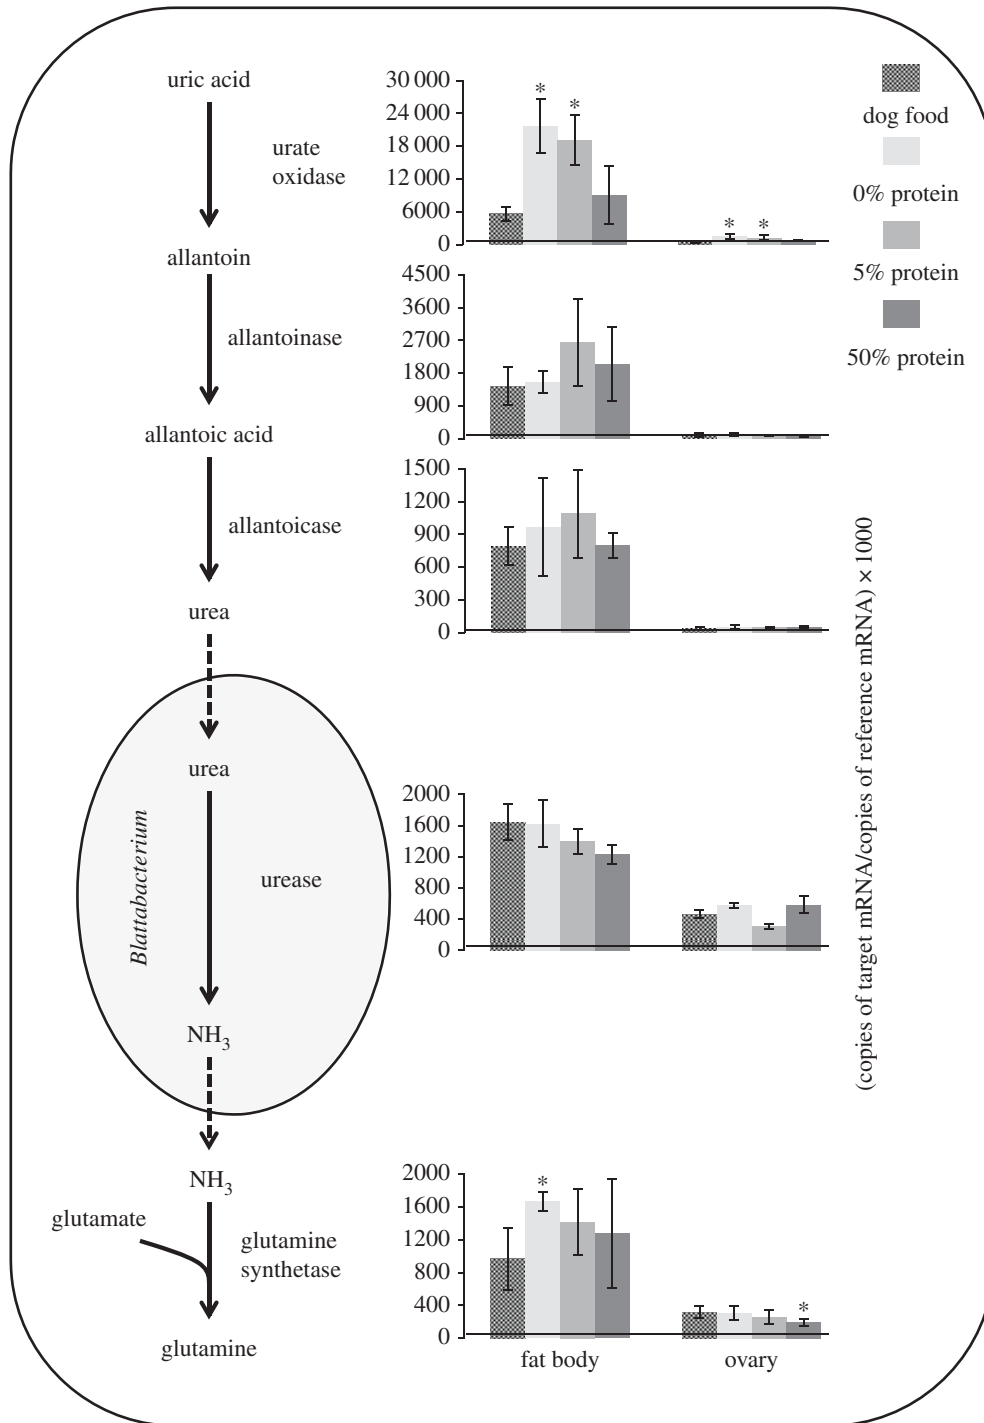 uric acid
urate
oxidase
allantoin
allantoinase
allantoic acid
allantoicase
urea
urea
Blattabacterium
urease
NH3
NH3
glutamate
glutamine
synthetase
glutamine
30 000
24 000
18 000
12 000
6000
0
* *
* *
4500
3600
2700
1800
900
0
1500
1200
900
600
300
0
2000
1600
1200
800
400
0
2000
1600
1200
800
400
0
*
*
fat body
ovary
dog food
0% protein
5% protein
50% protein
(copies of target mRNA/copies of reference mRNA) × 1000